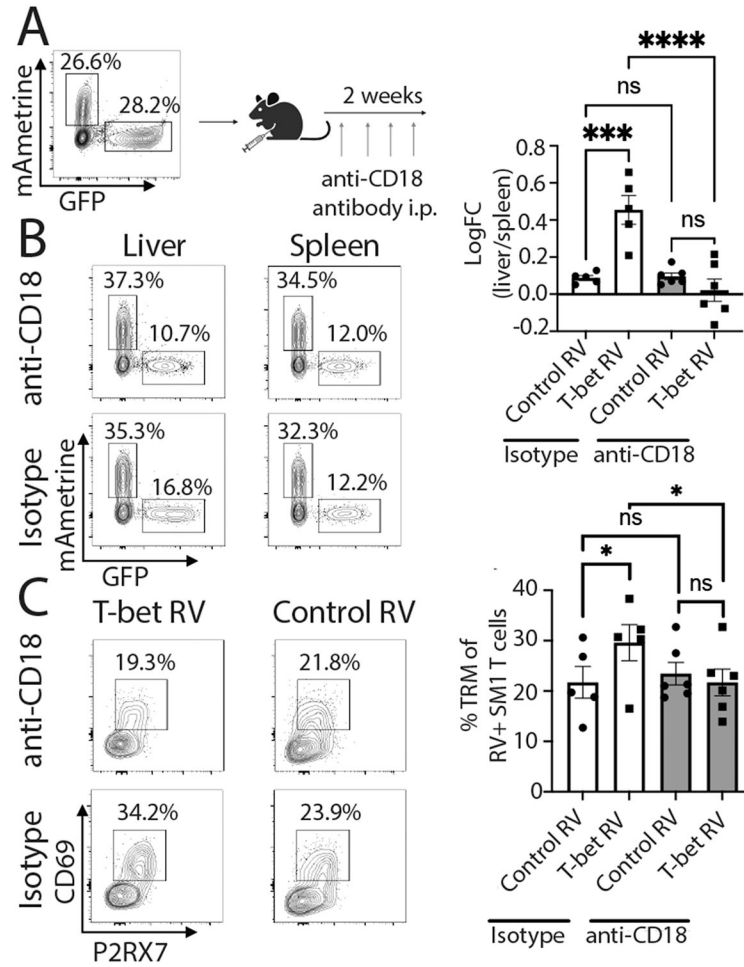 A
26.6%
28.2%
mAmetrine
GFP
2 weeks
anti-CD18
antibody i.p.
****
ns
***
ns
LogFC
(liver/spleen)
0.8
0.6
0.4
0.2
0.0
-0.2
Control RV
T-bet RV
Control RV
T-bet RV
Isotype
anti-CD18
B
Liver
Spleen
anti-CD18
37.3%
10.7%
34.5%
12.0%
Isotype
mAmetrine
35.3%
16.8%
32.3%
12.2%
GFP
C
T-bet RV
Control RV
anti-CD18
19.3%
21.8%
Isotype
CD69
34.2%
23.9%
P2RX7
*
ns
*
ns
% TRM of
RV+ SM1 T cells
40
30
20
10
0
Control RV
T-bet RV
Control RV
T-bet RV
Isotype
anti-CD18